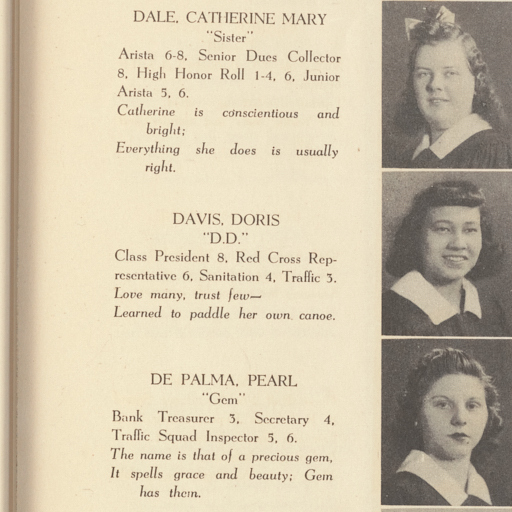 DALE, CATHERINE MARY
"Sister"
Arista 6-8, Senior Dues Collector
8, High Honor Roll 1-4, 6, Junior
Arista 5, 6.
Catherine is conscientious and
bright;
Everything she does is usually
right.
DAVIS, DORIS
"D.D."
Class President 8, Red Cross Rep-
resentative 6, Sanitation 4, Traffic 3.
Love many, trust few—
Learned to paddle her own canoe.
DE PALMA, PEARL
"Gem"
Bank Treasurer 3, Secretary 4,
Traffic Squad Inspector 5, 6.
The name is that of a precious gem,
It spells grace and beauty; Gem
has them.